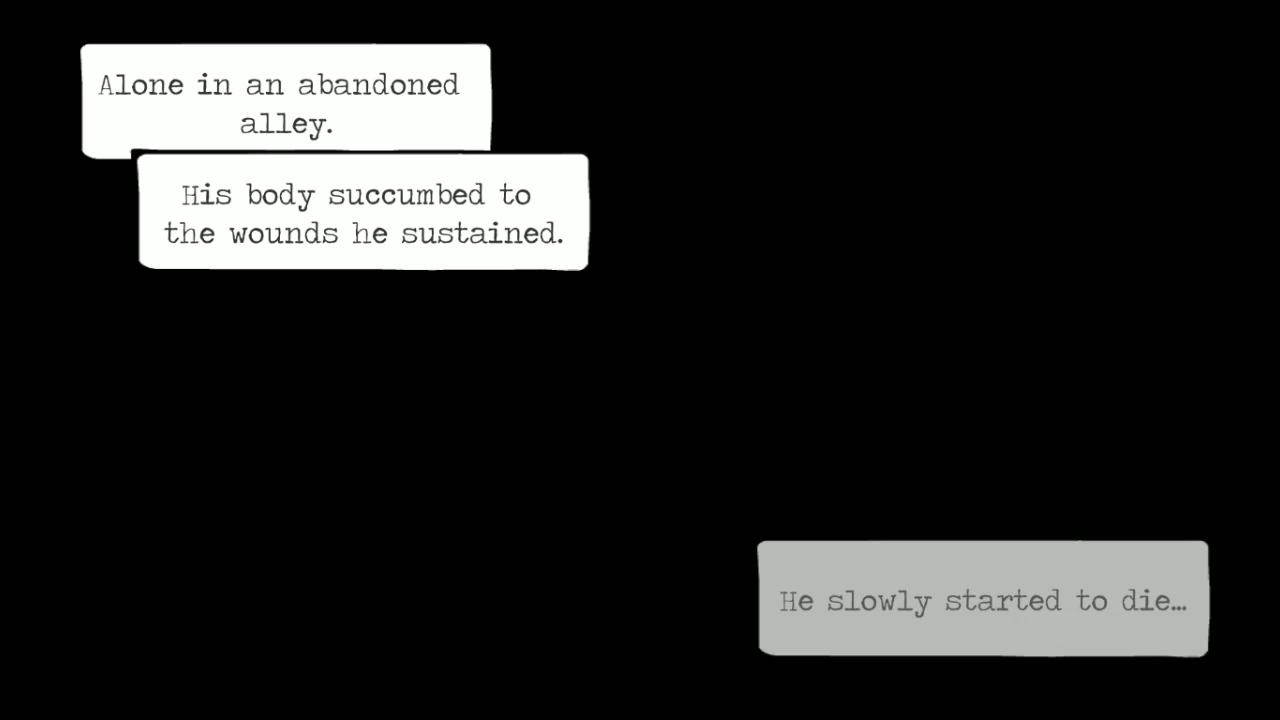 Alone in an abandoned
alley.
His body succumbed to
the wounds he sustained.
He slowly started to die…